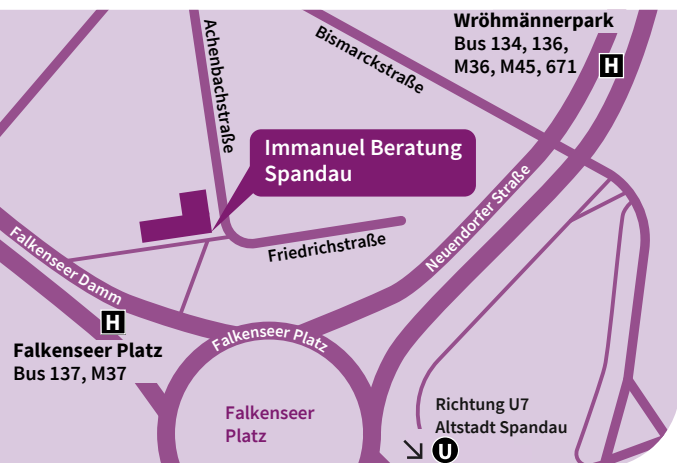 Wröhmännerpark
Bus 134, 136,
M36, M45, 671
H
Achenbachstraße
Bismarckstraße
Immanuel Beratung
Spandau
Neuendorfer Straße
Friedrichstraße
Falkenseer Damm
H
Falkenseer Platz
Bus 137, M37
Falkenseer Platz
Falkenseer
Platz
Richtung U7
Altstadt Spandau
U